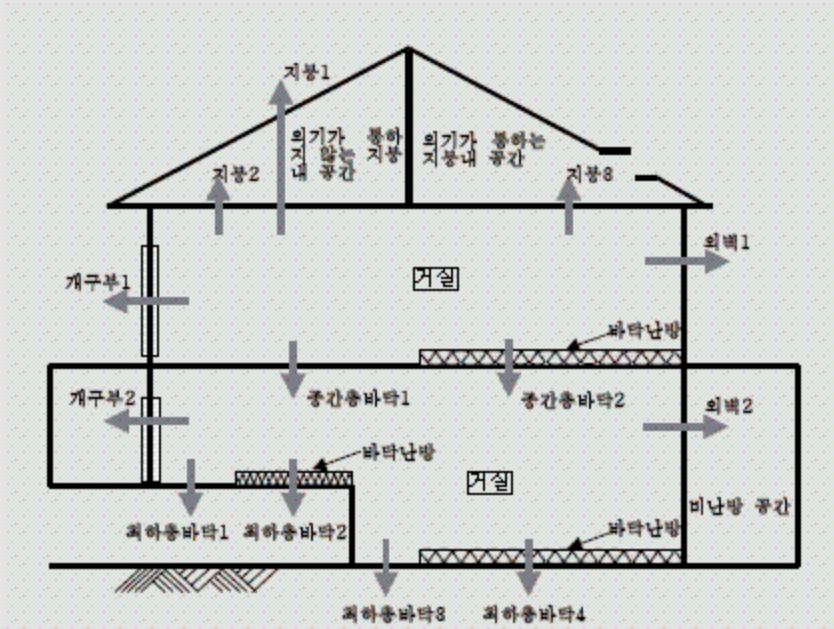 지붕1
외기가 통하
지 않는 지붕
내 공간
외기가 통하는
지붕내 공간
지붕2
지붕3
외벽1
개구부1
거실
바닥난방
개구부2
중간층바닥1
중간층바닥2
외벽2
바닥난방
거실
비난방 공간
최하층바닥1
최하층바닥2
바닥난방
최하층바닥3
최하층바닥4